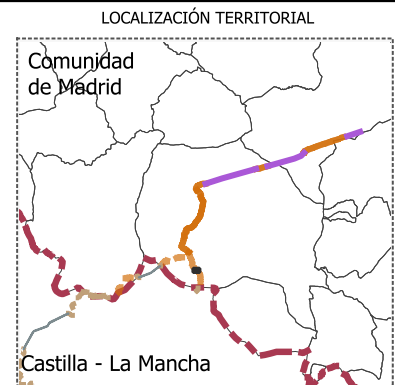 LOCALIZACIÓN TERRITORIAL
Comunidad
de Madrid
Castilla - La Mancha